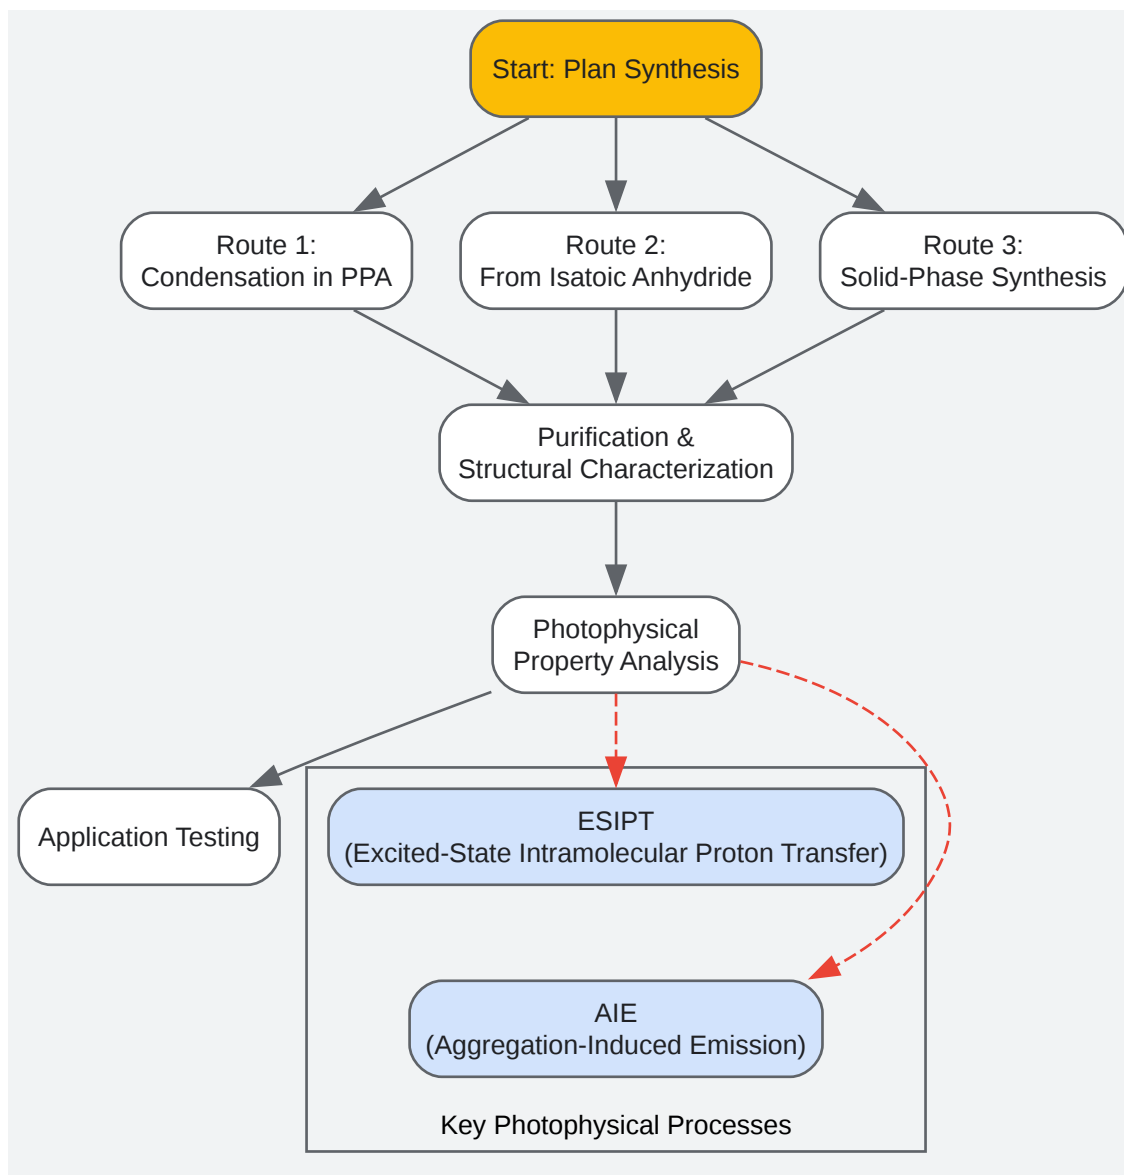 Start: Plan Synthesis
Route 1:
Condensation in PPA
Route 2:
From Isatoic Anhydride
Route 3:
Solid-Phase Synthesis
Purification &
Structural Characterization
Photophysical
Property Analysis
Application Testing
ESIPT
(Excited-State Intramolecular Proton Transfer)
AIE
(Aggregation-Induced Emission)
Key Photophysical Processes